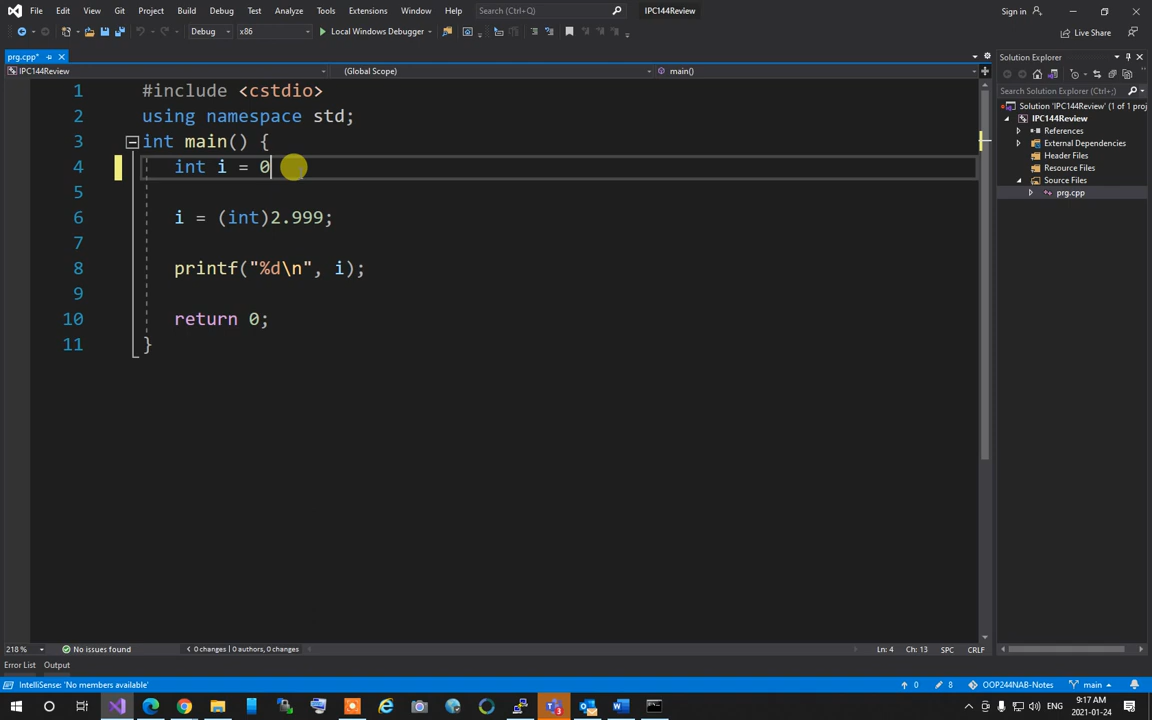 File Edit View Git Project Build Debug Test Analyze Tools Extensions Window Help Search (Ctrl+Q) IPC144Review Sign in
Debug x86 Local Windows Debugger Live Share
prg.cpp*
IPC144Review (Global Scope) main()
1 #include <cstdio>
2 using namespace std;
3 int main() {
4 int i = 0
5
6 i = (int)2.999;
7
8 printf("%d\n", i);
9
10 return 0;
11 }
Solution Explorer
Search Solution Explorer (Ctrl+;)
Solution 'IPC144Review' (1 of 1 proj
IPC144Review
References
External Dependencies
Header Files
Resource Files
Source Files
prg.cpp
218 % No issues found 0 changes | 0 authors, 0 changes Ln: 4 Ch: 13 SPC CRLF
Error List Output
IntelliSense: 'No members available' 0 8 OOP244NAB-Notes main
9:17 AM
2021-01-24